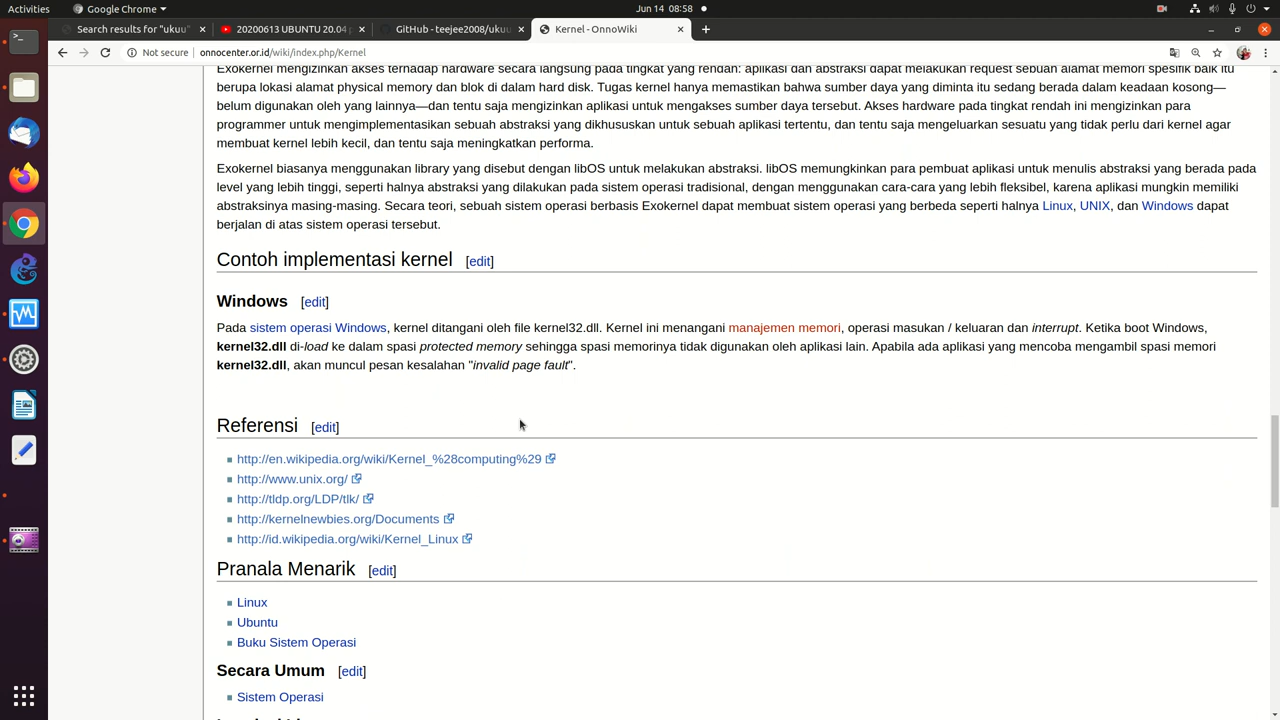 Activities
Google Chrome
Jun 14 08:58
Search results for "ukuu"
20200613 UBUNTU 20.04
GitHub - teejee2008/ukuu
Kernel - OnnoWiki
Not secure onnocenter.or.id/wiki/index.php/Kernel
Exokernel mengizinkan akses terhadap hardware secara langsung pada tingkat yang rendah: aplikasi dan abstraksi dapat melakukan request sebuah alamat memori spesifik baik itu
berupa lokasi alamat physical memory dan blok di dalam hard disk. Tugas kernel hanya memastikan bahwa sumber daya yang diminta itu sedang berada dalam keadaan kosong—
belum digunakan oleh yang lainnya—dan tentu saja mengizinkan aplikasi untuk mengakses sumber daya tersebut. Akses hardware pada tingkat rendah ini mengizinkan para
programmer untuk mengimplementasikan sebuah abstraksi yang dikhususkan untuk sebuah aplikasi tertentu, dan tentu saja mengeluarkan sesuatu yang tidak perlu dari kernel agar
membuat kernel lebih kecil, dan tentu saja meningkatkan performa.
Exokernel biasanya menggunakan library yang disebut dengan libOS untuk melakukan abstraksi. libOS memungkinkan para pembuat aplikasi untuk menulis abstraksi yang berada pada
level yang lebih tinggi, seperti halnya abstraksi yang dilakukan pada sistem operasi tradisional, dengan menggunakan cara-cara yang lebih fleksibel, karena aplikasi mungkin memiliki
abstraksinya masing-masing. Secara teori, sebuah sistem operasi berbasis Exokernel dapat membuat sistem operasi yang berbeda seperti halnya Linux, UNIX, dan Windows dapat
berjalan di atas sistem operasi tersebut.
Contoh implementasi kernel [edit]
Windows [edit]
Pada sistem operasi Windows, kernel ditangani oleh file kernel32.dll. Kernel ini menangani manajemen memori, operasi masukan / keluaran dan interrupt. Ketika boot Windows,
kernel32.dll di-load ke dalam spasi protected memory sehingga spasi memorinya tidak digunakan oleh aplikasi lain. Apabila ada aplikasi yang mencoba mengambil spasi memori
kernel32.dll, akan muncul pesan kesalahan "invalid page fault".
Referensi [edit]
http://en.wikipedia.org/wiki/Kernel_%28computing%29
http://www.unix.org/
http://tldp.org/LDP/tlk/
http://kernelnewbies.org/Documents
http://id.wikipedia.org/wiki/Kernel_Linux
Pranala Menarik [edit]
Linux
Ubuntu
Buku Sistem Operasi
Secara Umum [edit]
Sistem Operasi